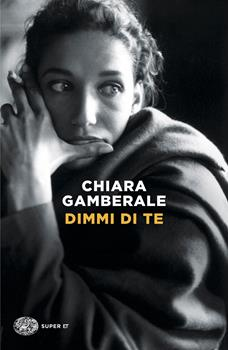 CHIARA
GAMBERALE
DIMMI DI TE
SUPER ET